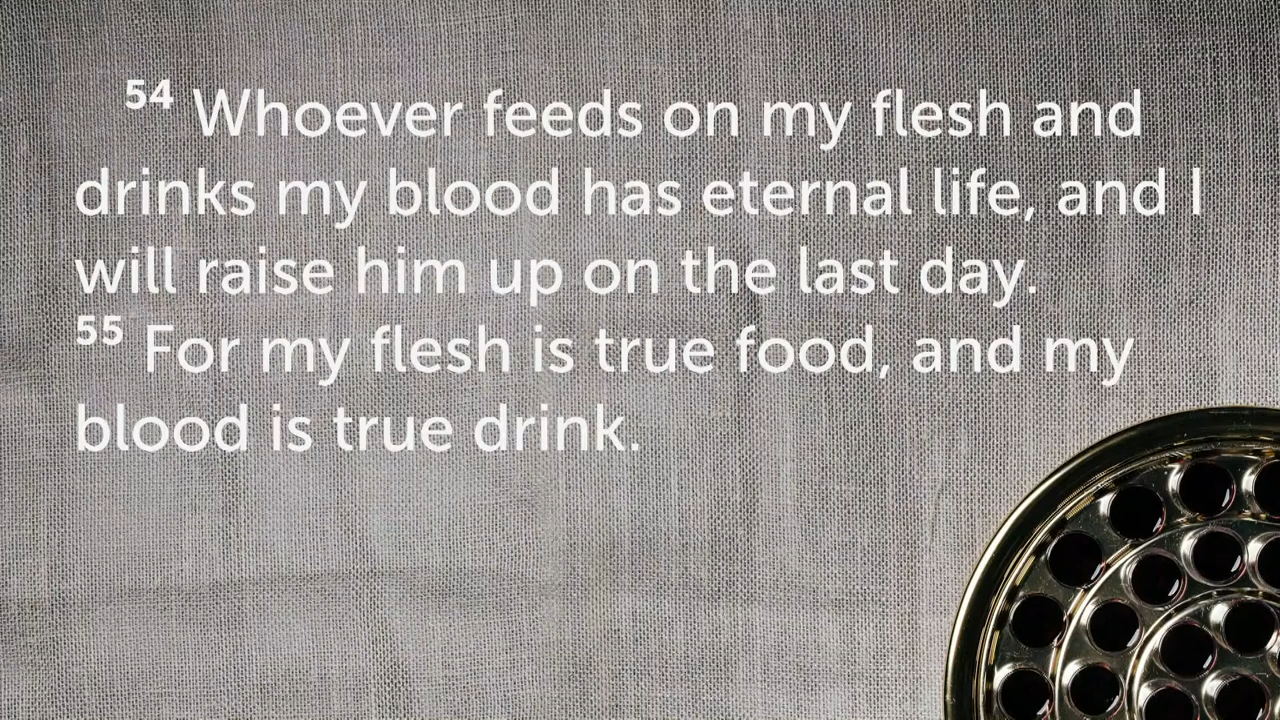 54 Whoever feeds on my flesh and
drinks my blood has eternal life, and I
will raise him up on the last day.
55 For my flesh is true food, and my
blood is true drink.